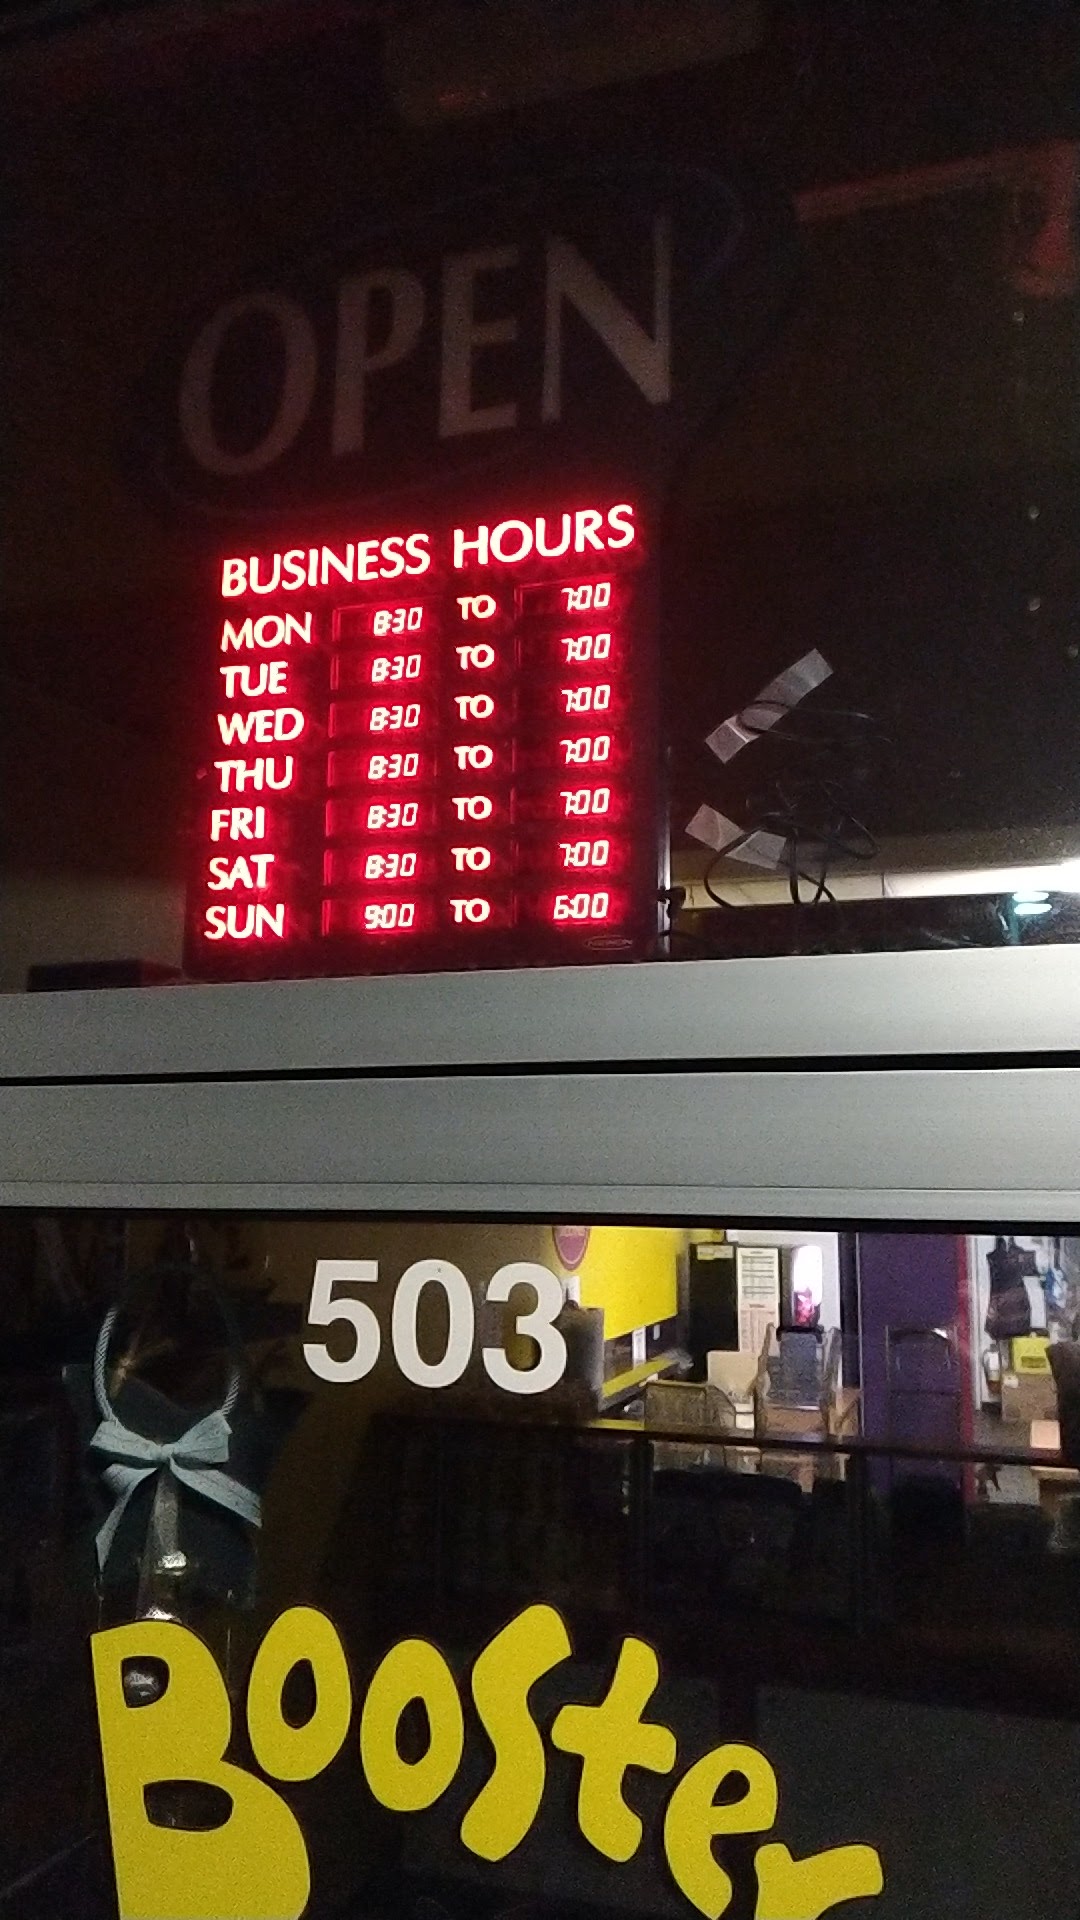 OPEN
BUSINESS HOURS
MON 8:30 TO 7:00
TUE 8:30 TO 7:00
WED 8:30 TO 7:00
THU 8:30 TO 7:00
FRI 8:30 TO 7:00
SAT 8:30 TO 7:00
SUN 9:00 TO 6:00
503
Booster